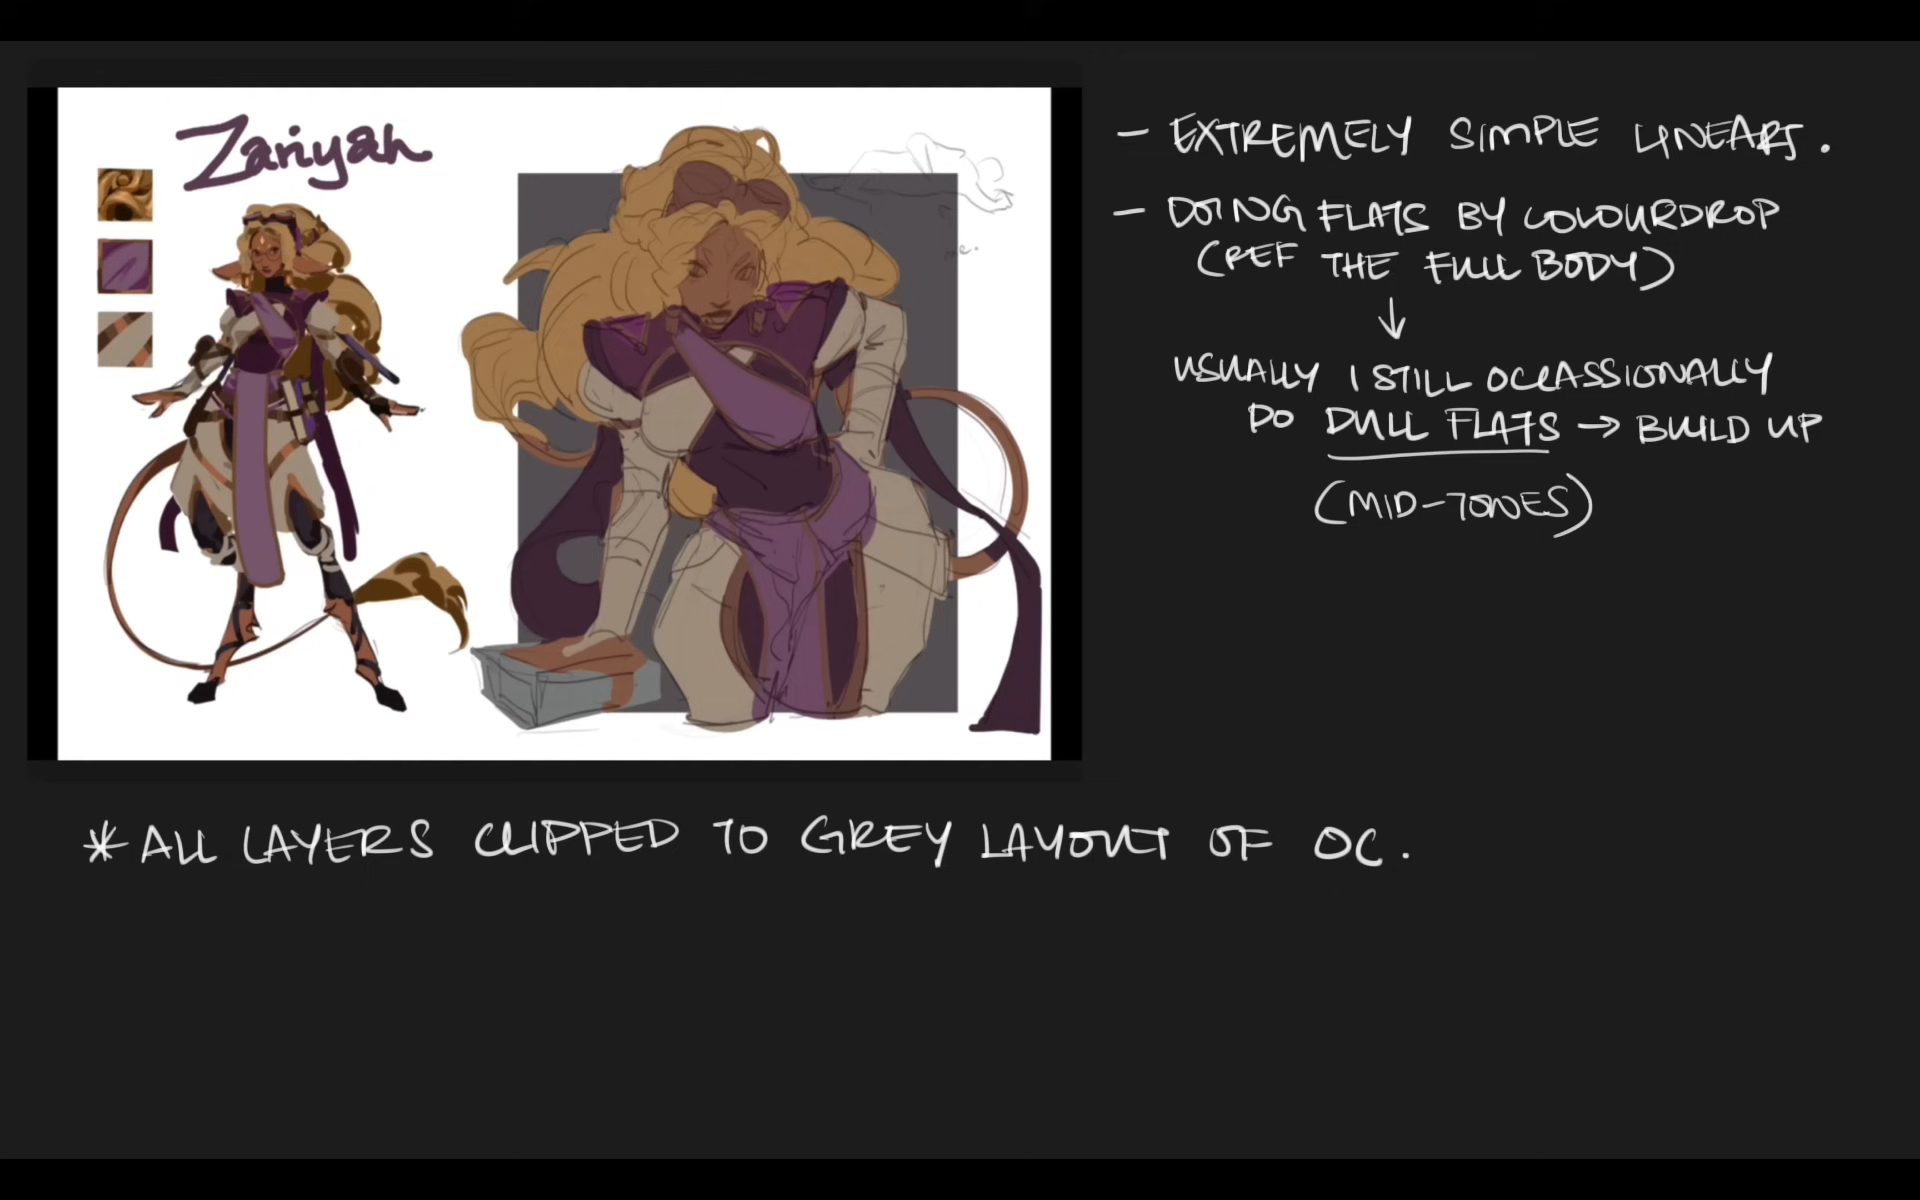 Zariyah
- EXTREMELY SIMPLE LINEART.
- DOING FLATS BY COLOURDROP
(REF THE FULL BODY)
↓
USUALLY I STILL OCCASSIONALLY
DO DULL FLATS → BUILD UP
(MID-TONES)
* ALL LAYERS CLIPPED TO GREY LAYOUT OF OC.